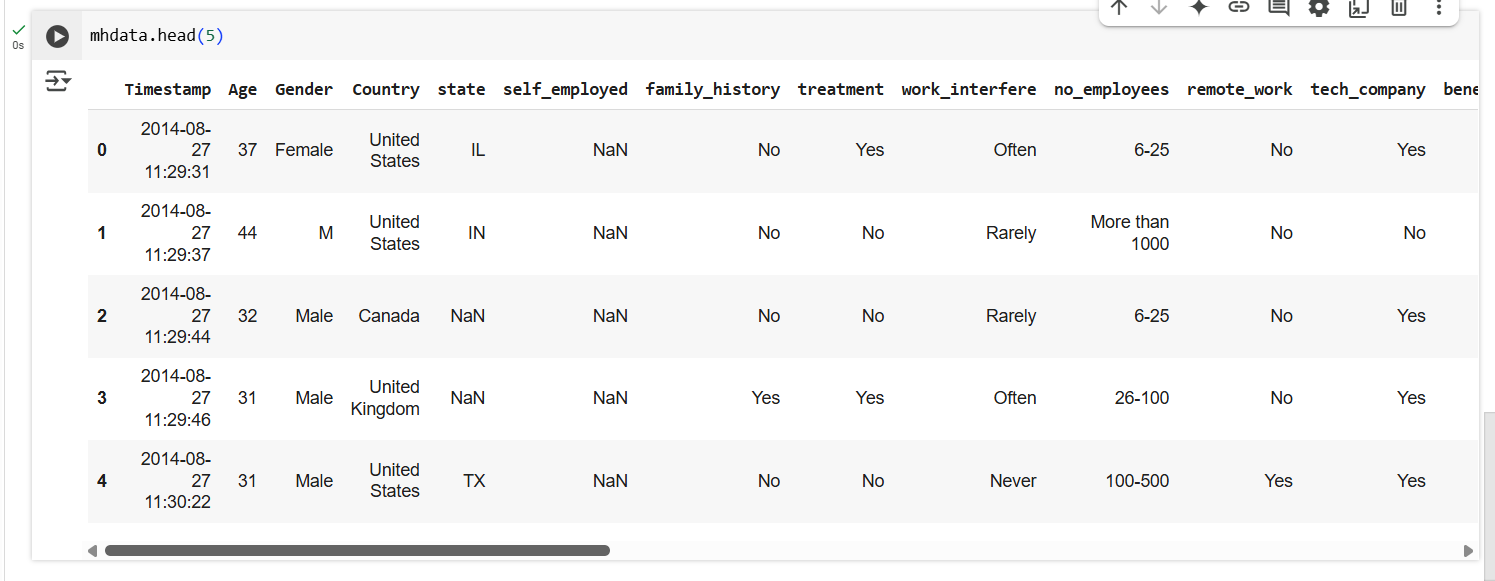 mhdata.head(5)
0s
Timestamp Age Gender Country state self_employed family_history treatment work_interfere no_employees remote_work tech_company bene
2014-08-
0 27 37 Female United States IL NaN No Yes Often 6-25 No Yes
11:29:31
2014-08-
1 27 44 M United States IN NaN No No Rarely More than 1000 No No
11:29:37
2014-08-
2 27 32 Male Canada NaN NaN No No Rarely 6-25 No Yes
11:29:44
2014-08-
3 27 31 Male United Kingdom NaN NaN Yes Yes Often 26-100 No Yes
11:29:46
2014-08-
4 27 31 Male United States TX NaN No No Never 100-500 Yes Yes
11:30:22